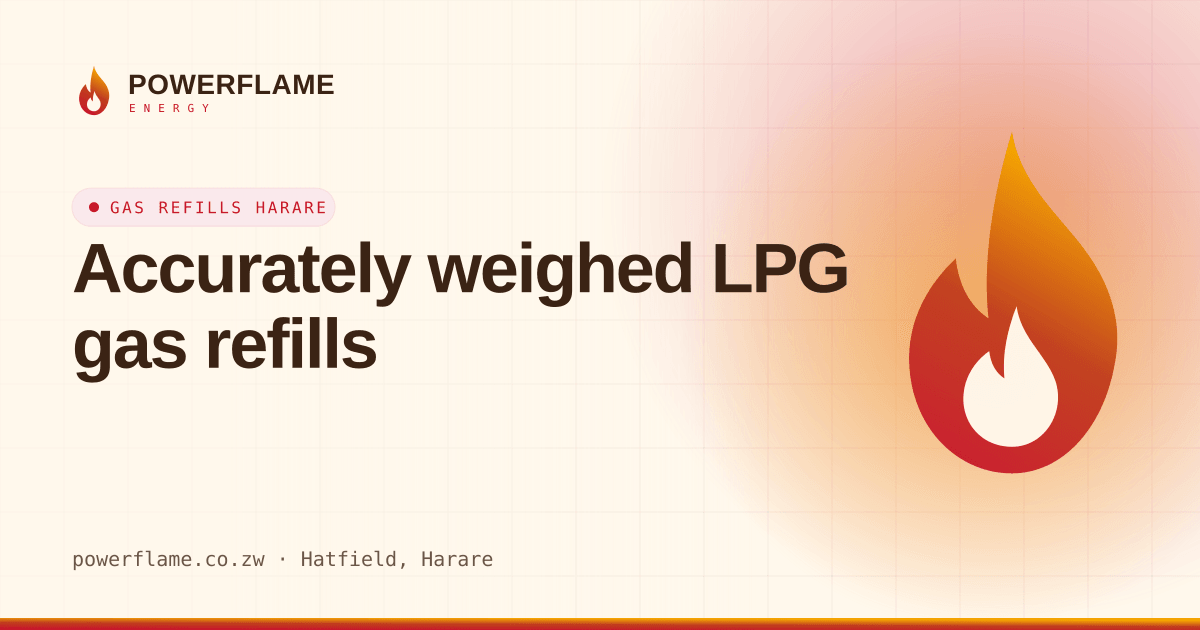 POWERFLAME
ENERGY
GAS REFILLS HARARE
Accurately weighed LPG
gas refills
powerflame.co.zw · Hatfield, Harare